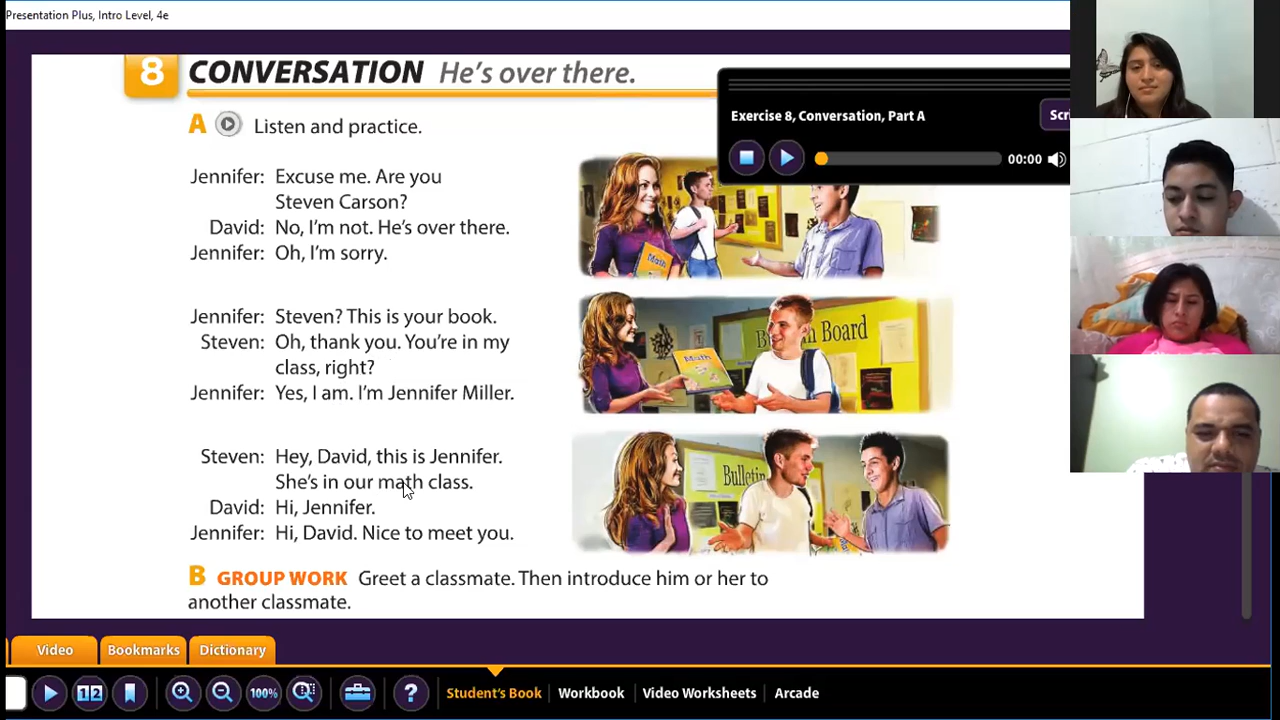 Presentation Plus, Intro Level, 4e
8 CONVERSATION He's over there.
A Listen and practice.
Exercise 8, Conversation, Part A
Scri
00:00
Jennifer: Excuse me. Are you
Steven Carson?
David: No, I'm not. He's over there.
Jennifer: Oh, I'm sorry.
Math
Jennifer: Steven? This is your book.
Steven: Oh, thank you. You're in my
class, right?
Jennifer: Yes, I am. I'm Jennifer Miller.
Board
Math
Steven: Hey, David, this is Jennifer.
She's in our math class.
David: Hi, Jennifer.
Jennifer: Hi, David. Nice to meet you.
Bulletin
B GROUP WORK Greet a classmate. Then introduce him or her to
another classmate.
Video Bookmarks Dictionary
12 100% ? Student's Book Workbook Video Worksheets Arcade